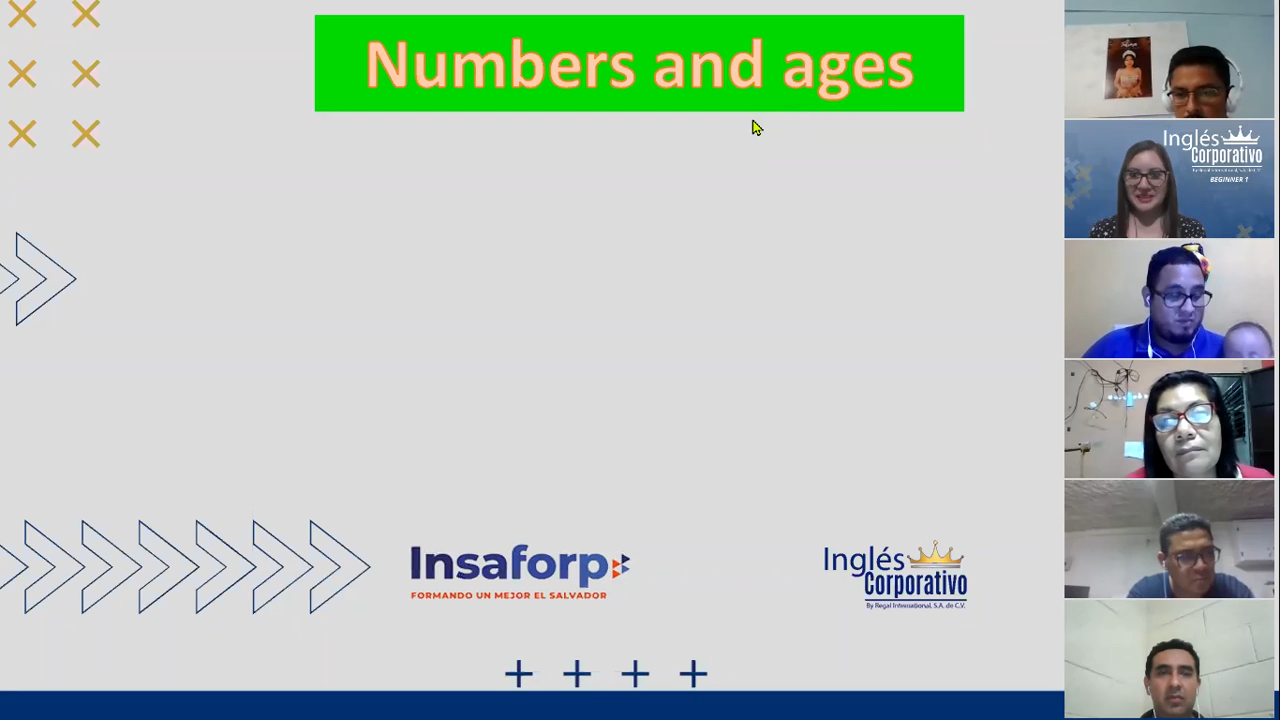 Numbers and ages
Inglés
Corporativo
BEGINNER 1
Insaforp
FORMANDO UN MEJOR EL SALVADOR
Inglés
Corporativo
By Regal International, S.A. de C.V.